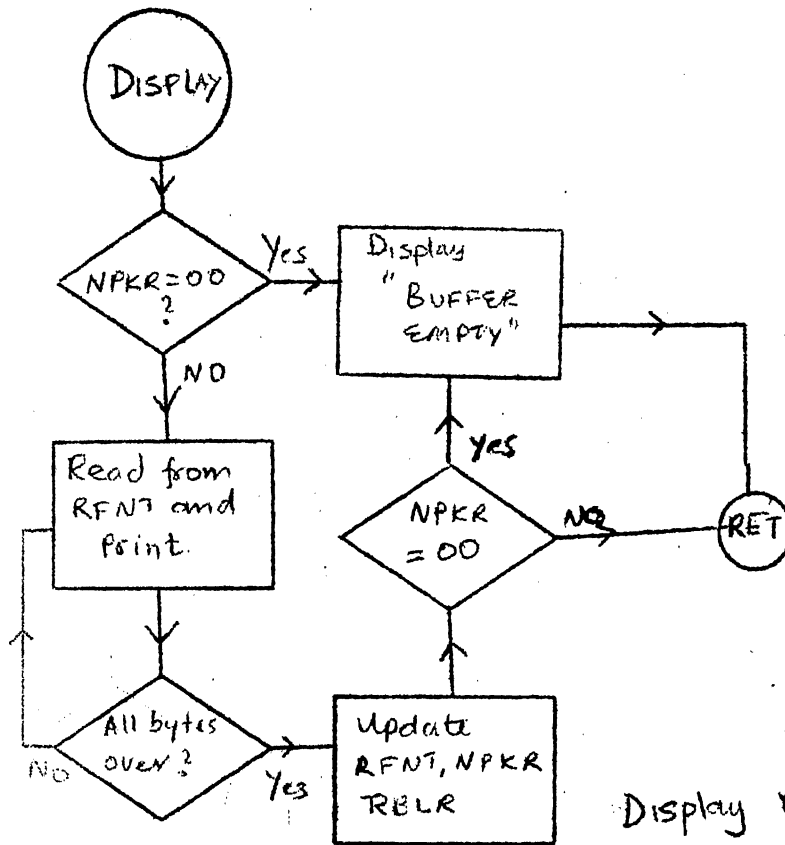 DISPLAY
NPKR=00
?
Yes
NO
Display
"BUFFER
EMPTY"
Read from
RFNT and
Print.
Yes
NPKR
=00
NO
RET
All bytes
over?
NO
Yes
Update
RFNT, NPKR
RBLR
Display